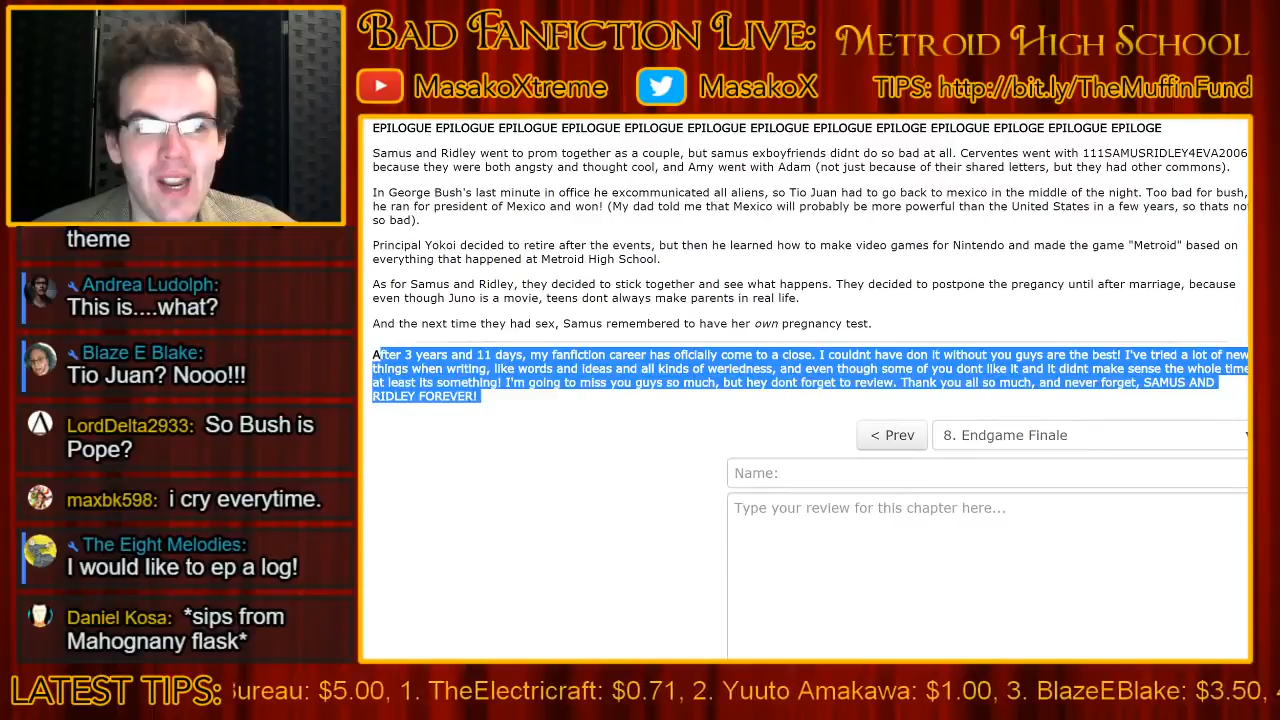 BAD FANFICTION LIVE: METROID HIGH SCHOOL
MasakoXtreme MasakoX TIPS: http://bit.ly/TheMuffinFund
EPILOGUE EPILOGUE EPILOGUE EPILOGUE EPILOGUE EPILOGUE EPILOGUE EPILOGUE EPILOGE EPILOGUE EPILOGE EPILOGUE EPILOGE
Samus and Ridley went to prom together as a couple, but samus exboyfriends didnt do so bad at all. Cerventes went with 111SAMUSRIDLEY4EVA2006
because they were both angsty and thought cool, and Amy went with Adam (not just because of their shared letters, but they had other commons).
In George Bush's last minute in office he excommunicated all aliens, so Tio Juan had to go back to mexico in the middle of the night. Too bad for bush,
he ran for president of Mexico and won! (My dad told me that Mexico will probably be more powerful than the United States in a few years, so thats not
so bad).
Principal Yokoi decided to retire after the events, but then he learned how to make video games for Nintendo and made the game "Metroid" based on
everything that happened at Metroid High School.
As for Samus and Ridley, they decided to stick together and see what happens. They decided to postpone the pregancy until after marriage, because
even though Juno is a movie, teens dont always make parents in real life.
And the next time they had sex, Samus remembered to have her own pregnancy test.
After 3 years and 11 days, my fanfiction career has oficially come to a close. I couldnt have don it without you guys are the best! I've tried a lot of new
things when writing, like words and ideas and all kinds of weriedness, and even though some of you dont like it and it didnt make sense the whole time
at least its something! I'm going to miss you guys so much, but hey dont forget to review. Thank you all so much, and never forget, SAMUS AND
RIDLEY FOREVER!
< Prev 8. Endgame Finale
Name:
Type your review for this chapter here...
theme
Andrea Ludolph:
This is....what?
Blaze E Blake:
Tio Juan? Nooo!!!
LordDelta2933: So Bush is
Pope?
maxbk598: i cry everytime.
The Eight Melodies:
I would like to ep a log!
Daniel Kosa: *sips from
Mahognany flask*
LATEST TIPS: Bureau: $5.00, 1. TheElectricraft: $0.71, 2. Yuuto Amakawa: $1.00, 3. BlazeEBlake: $3.50,